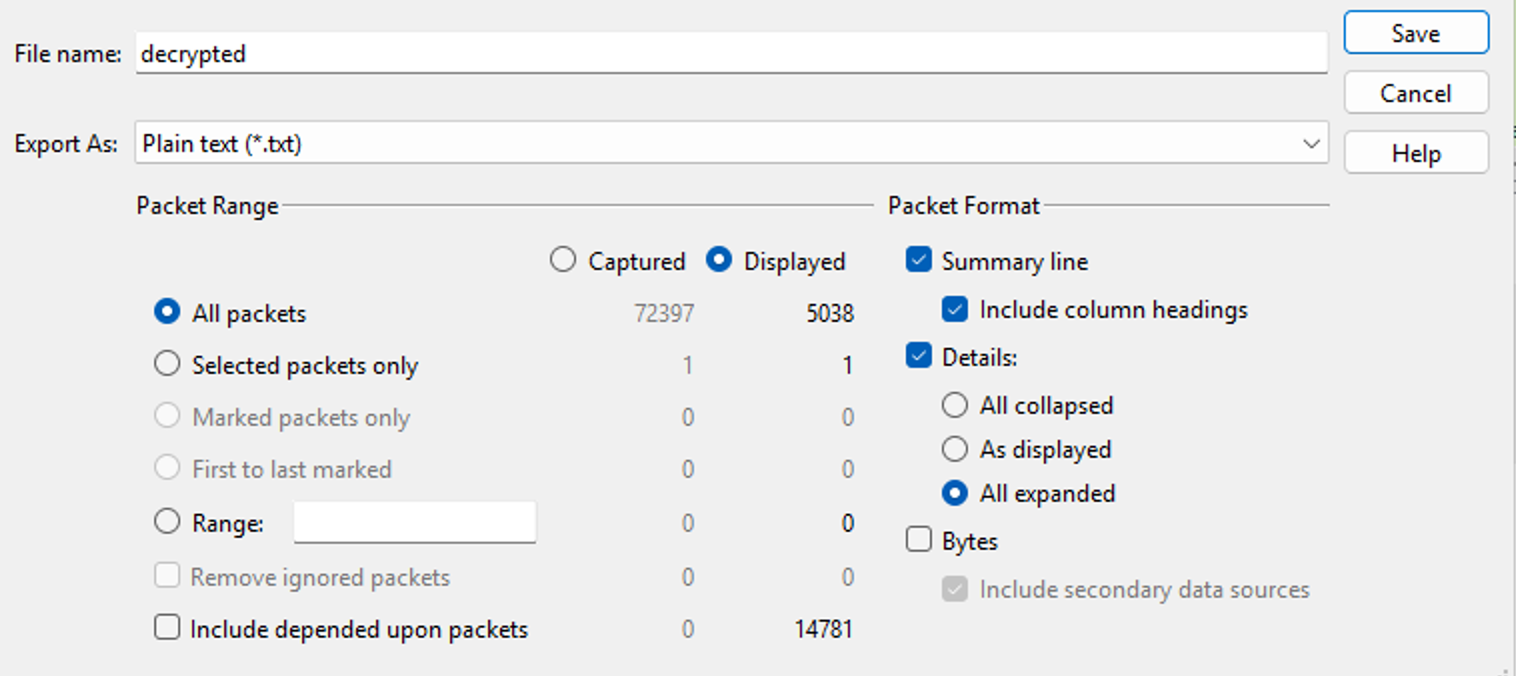 File name: decrypted
Save
Cancel
Export As: Plain text (*.txt)
Help
Packet Range
Packet Format
Captured Displayed
Summary line
All packets 72397 5038
Include column headings
Selected packets only 1 1
Details:
Marked packets only 0 0
All collapsed
First to last marked 0 0
As displayed
Range: 0 0
All expanded
Remove ignored packets 0 0
Bytes
Include depended upon packets 0 14781
Include secondary data sources